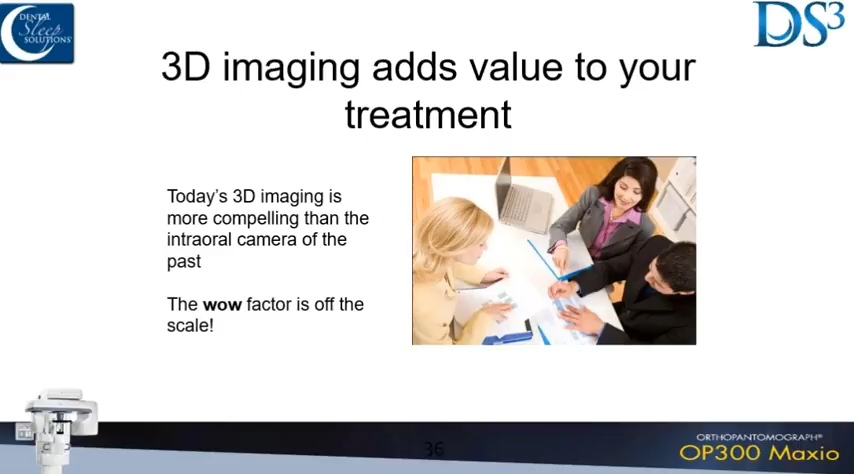 DENTAL
Sleep
SOLUTIONS®
DS3
3D imaging adds value to your
treatment
Today's 3D imaging is
more compelling than the
intraoral camera of the
past
The wow factor is off the
scale!
36
ORTHOPANTOMOGRAPH®
OP300 Maxio